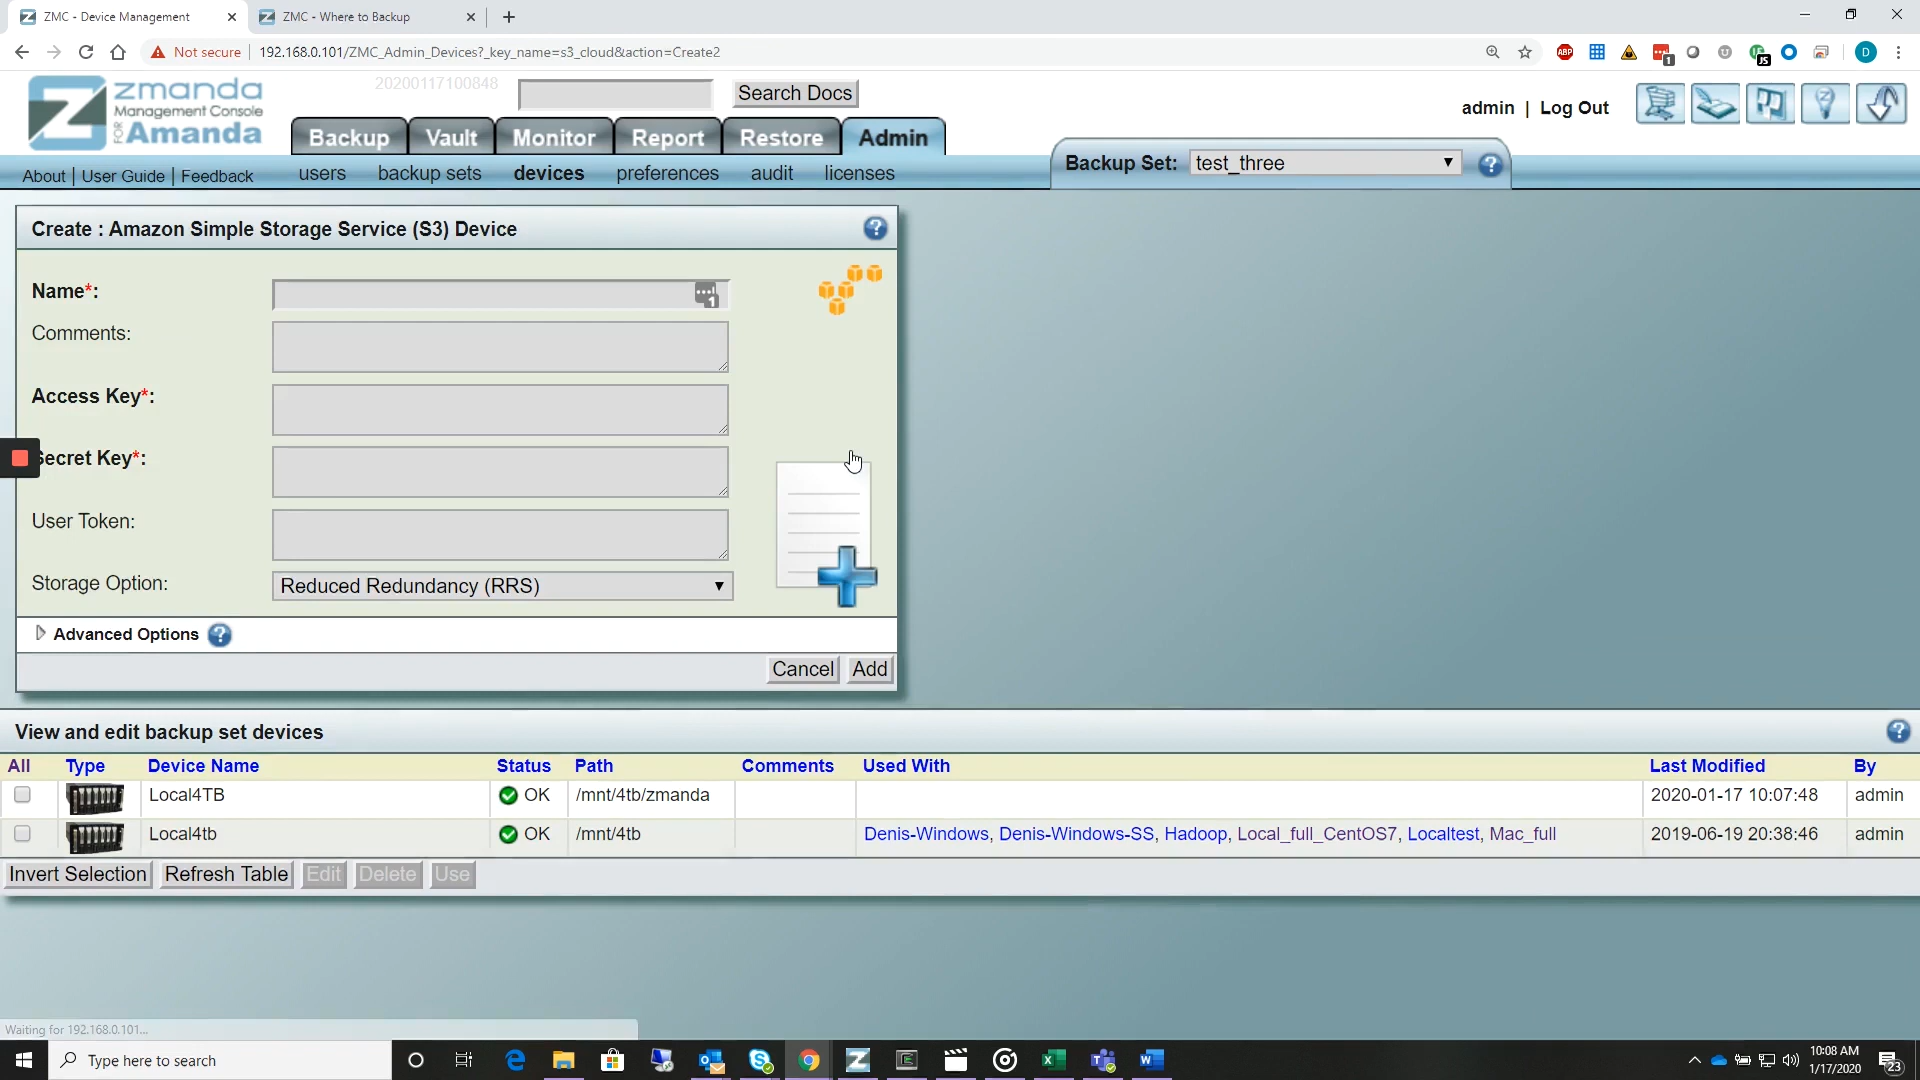 ZMC - Device Management
ZMC - Where to Backup
Not secure
192.168.0.101/ZMC_Admin_Devices?_key_name=s3_cloud&action=Create2
ABP
1
JS
D
zmanda
Management Console
FOR Amanda
20200117100848
Search Docs
admin | Log Out
Backup Vault Monitor Report Restore Admin
Backup Set: test_three
About | User Guide | Feedback
users backup sets devices preferences audit licenses
Create : Amazon Simple Storage Service (S3) Device
Name*:
1
Comments:
Access Key*:
Secret Key*:
User Token:
Storage Option: Reduced Redundancy (RRS)
Advanced Options
Cancel Add
View and edit backup set devices
All Type Device Name Status Path Comments Used With Last Modified By
Local4TB OK /mnt/4tb/zmanda 2020-01-17 10:07:48 admin
Local4tb OK /mnt/4tb Denis-Windows, Denis-Windows-SS, Hadoop, Local_full_CentOS7, Localtest, Mac_full 2019-06-19 20:38:46 admin
Invert Selection Refresh Table Edit Delete Use
Waiting for 192.168.0.101...
Type here to search
10:08 AM
1/17/2020
23